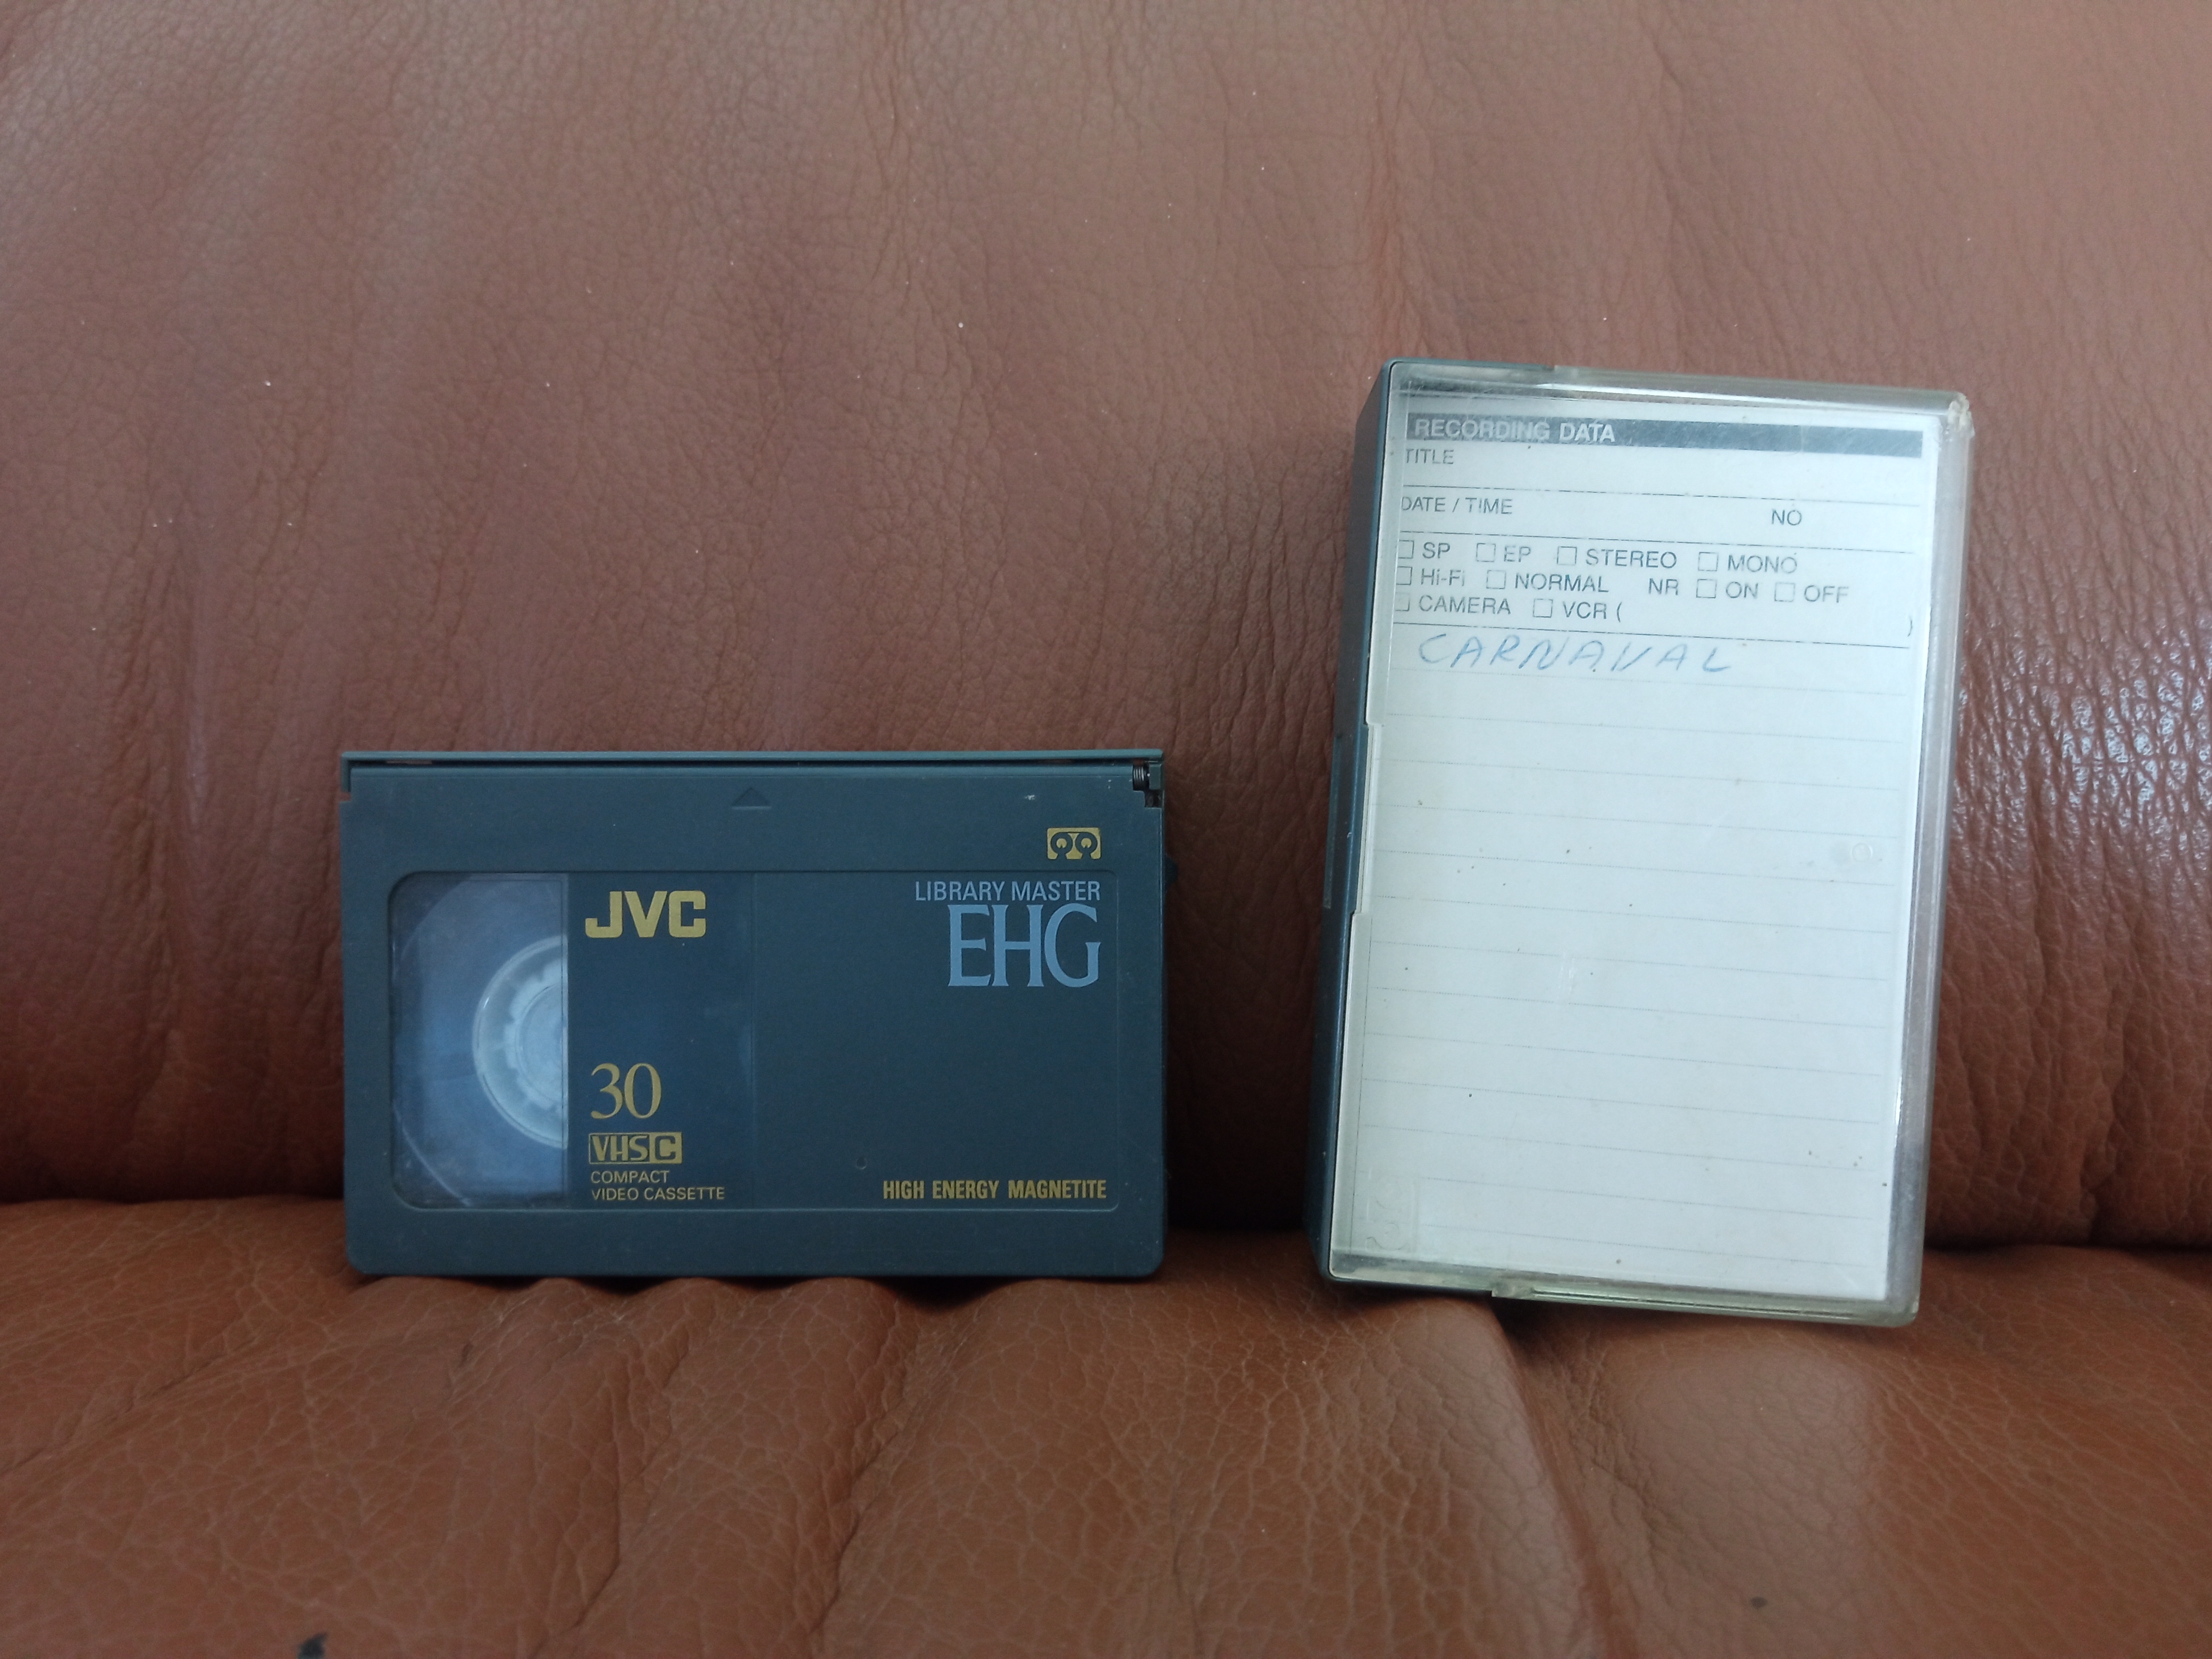 JVC
LIBRARY MASTER
EHG
30
VHS C
COMPACT
VIDEO CASSETTE
HIGH ENERGY MAGNETITE
RECORDING DATA
TITLE
DATE / TIME NO
SP EP STEREO MONO
Hi-Fi NORMAL NR ON OFF
CAMERA VCR ( )
CARNAVAL